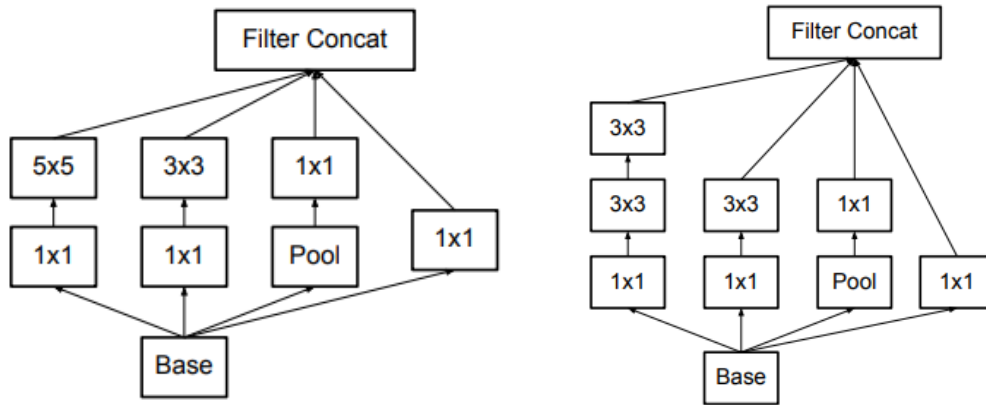 Filter Concat
5x5
3x3
1x1
1x1
1x1
Pool
1x1
Base
Filter Concat
3x3
3x3
3x3
1x1
1x1
1x1
Pool
1x1
Base